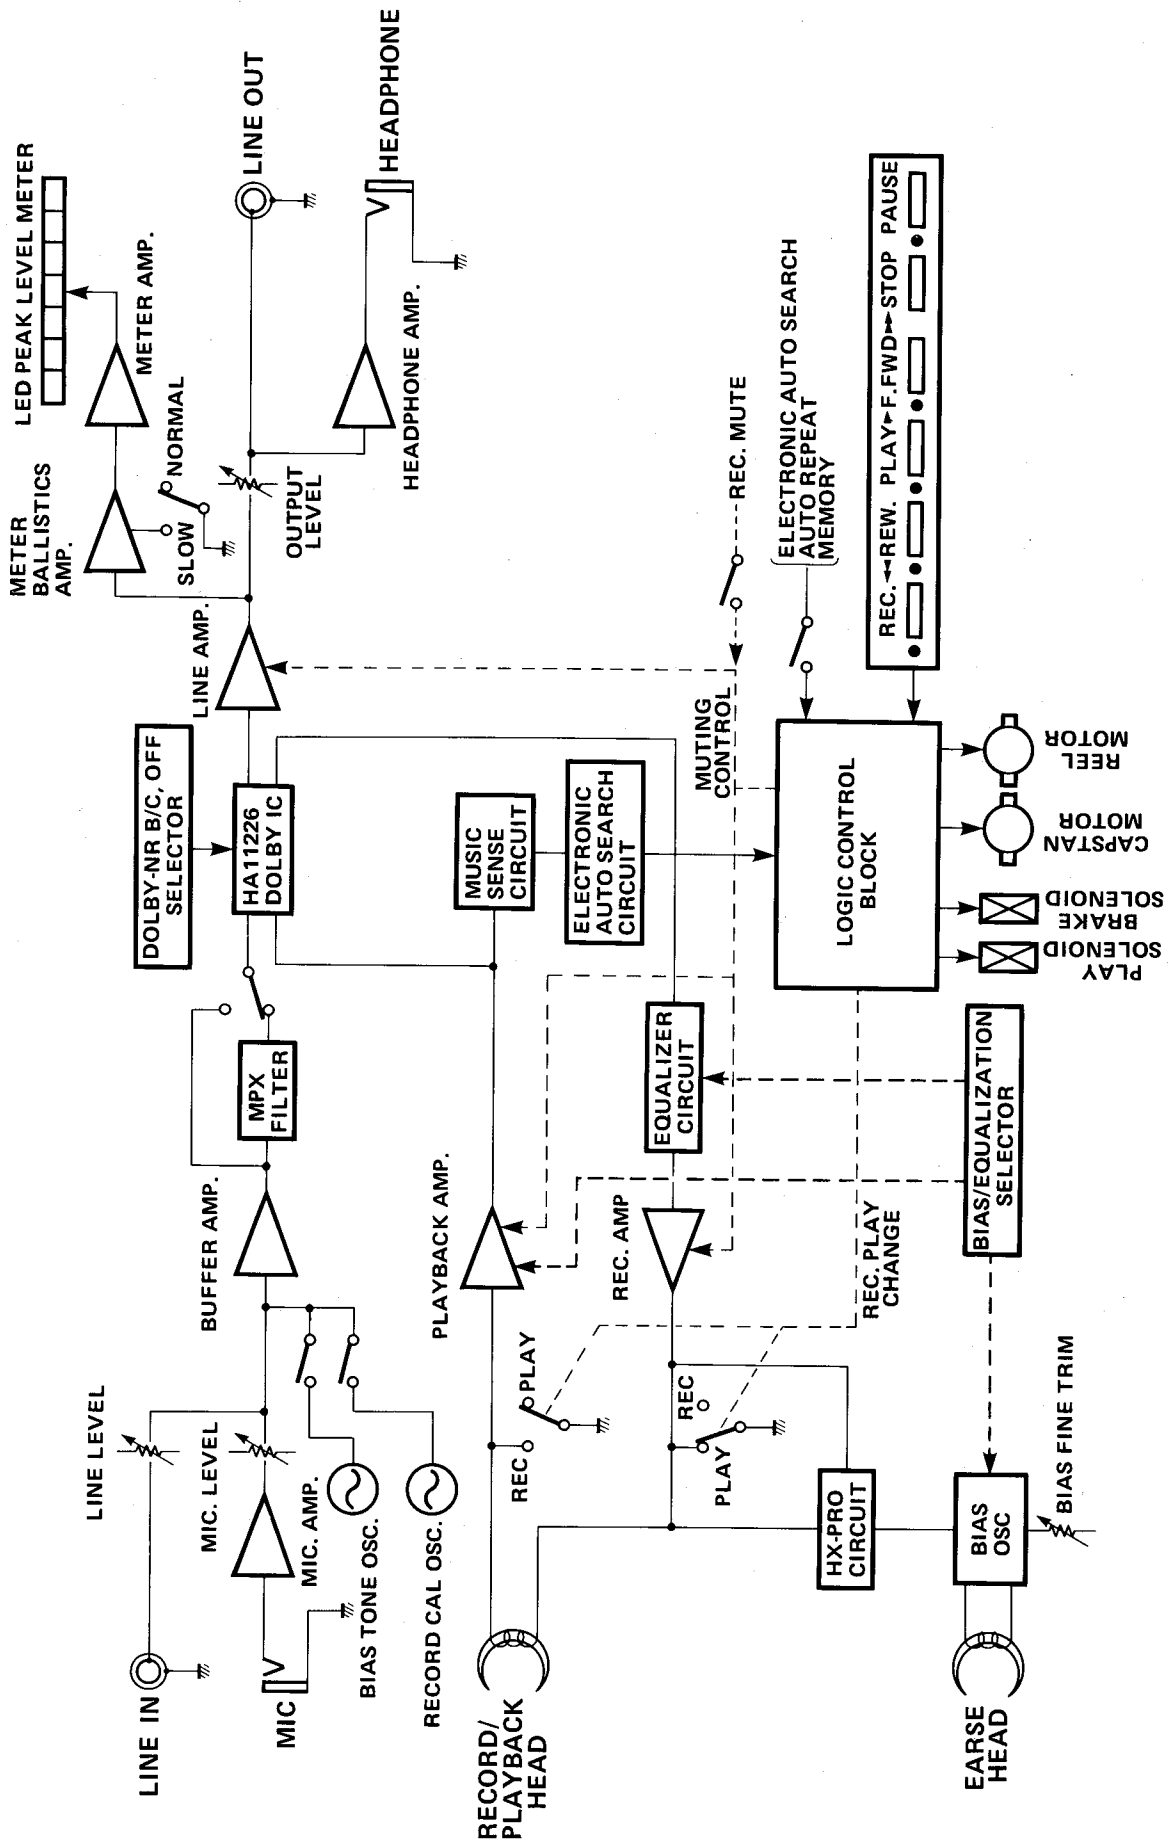 LINE IN
LINE LEVEL
MIC
MIC. AMP.
MIC. LEVEL
BIAS TONE OSC.
RECORD CAL OSC.
BUFFER AMP.
MPX
FILTER
DOLBY-NR B/C, OFF
SELECTOR
HA11226
DOLBY IC
LINE AMP.
METER
BALLISTICS
AMP.
SLOW
NORMAL
METER AMP.
LED PEAK LEVEL METER
OUTPUT
LEVEL
LINE OUT
HEADPHONE AMP.
HEADPHONE
RECORD/
PLAYBACK
HEAD
REC
PLAY
PLAYBACK AMP.
MUSIC
SENSE
CIRCUIT
ELECTRONIC
AUTO SEARCH
CIRCUIT
REC. AMP
EQUALIZER
CIRCUIT
MUTING
CONTROL
REC. MUTE
PLAY
REC
REC. PLAY
CHANGE
LOGIC CONTROL
BLOCK
ELECTRONIC AUTO SEARCH
AUTO REPEAT
MEMORY
REC. ◄◄REW. PLAY► F.FWD►► STOP PAUSE
HX-PRO
CIRCUIT
EARSE
HEAD
BIAS
OSC
BIAS FINE TRIM
BIAS/EQUALIZATION
SELECTOR
PLAY
SOLENOID
BRAKE
SOLENOID
CAPSTAN
MOTOR
REEL
MOTOR